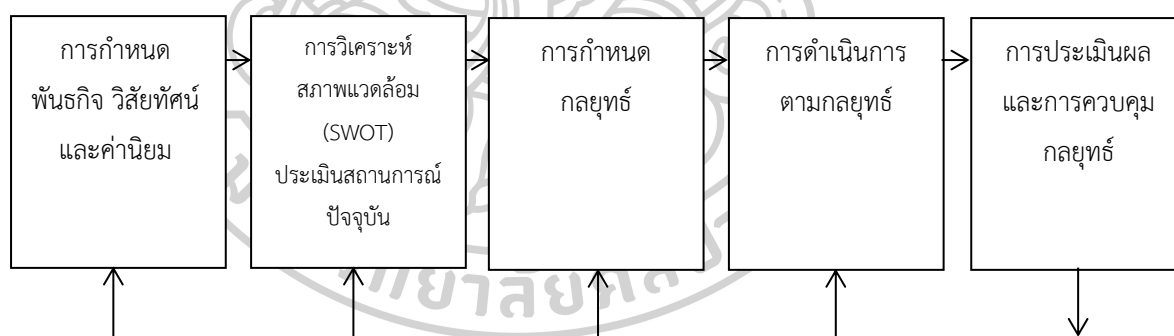 การกำหนด
พันธกิจ วิสัยทัศน์
และค่านิยม
การวิเคราะห์
สภาพแวดล้อม
(SWOT)
ประเมินสถานการณ์
ปัจจุบัน
การกำหนด
กลยุทธ์
การดำเนินการ
ตามกลยุทธ์
การประเมินผล
และการควบคุม
กลยุทธ์